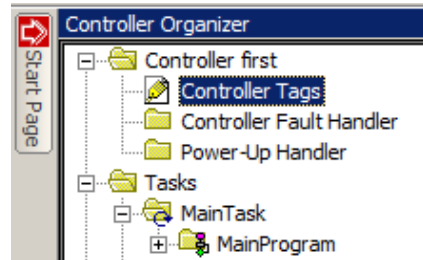 Controller Organizer
Start Page
Controller first
Controller Tags
Controller Fault Handler
Power-Up Handler
Tasks
MainTask
MainProgram